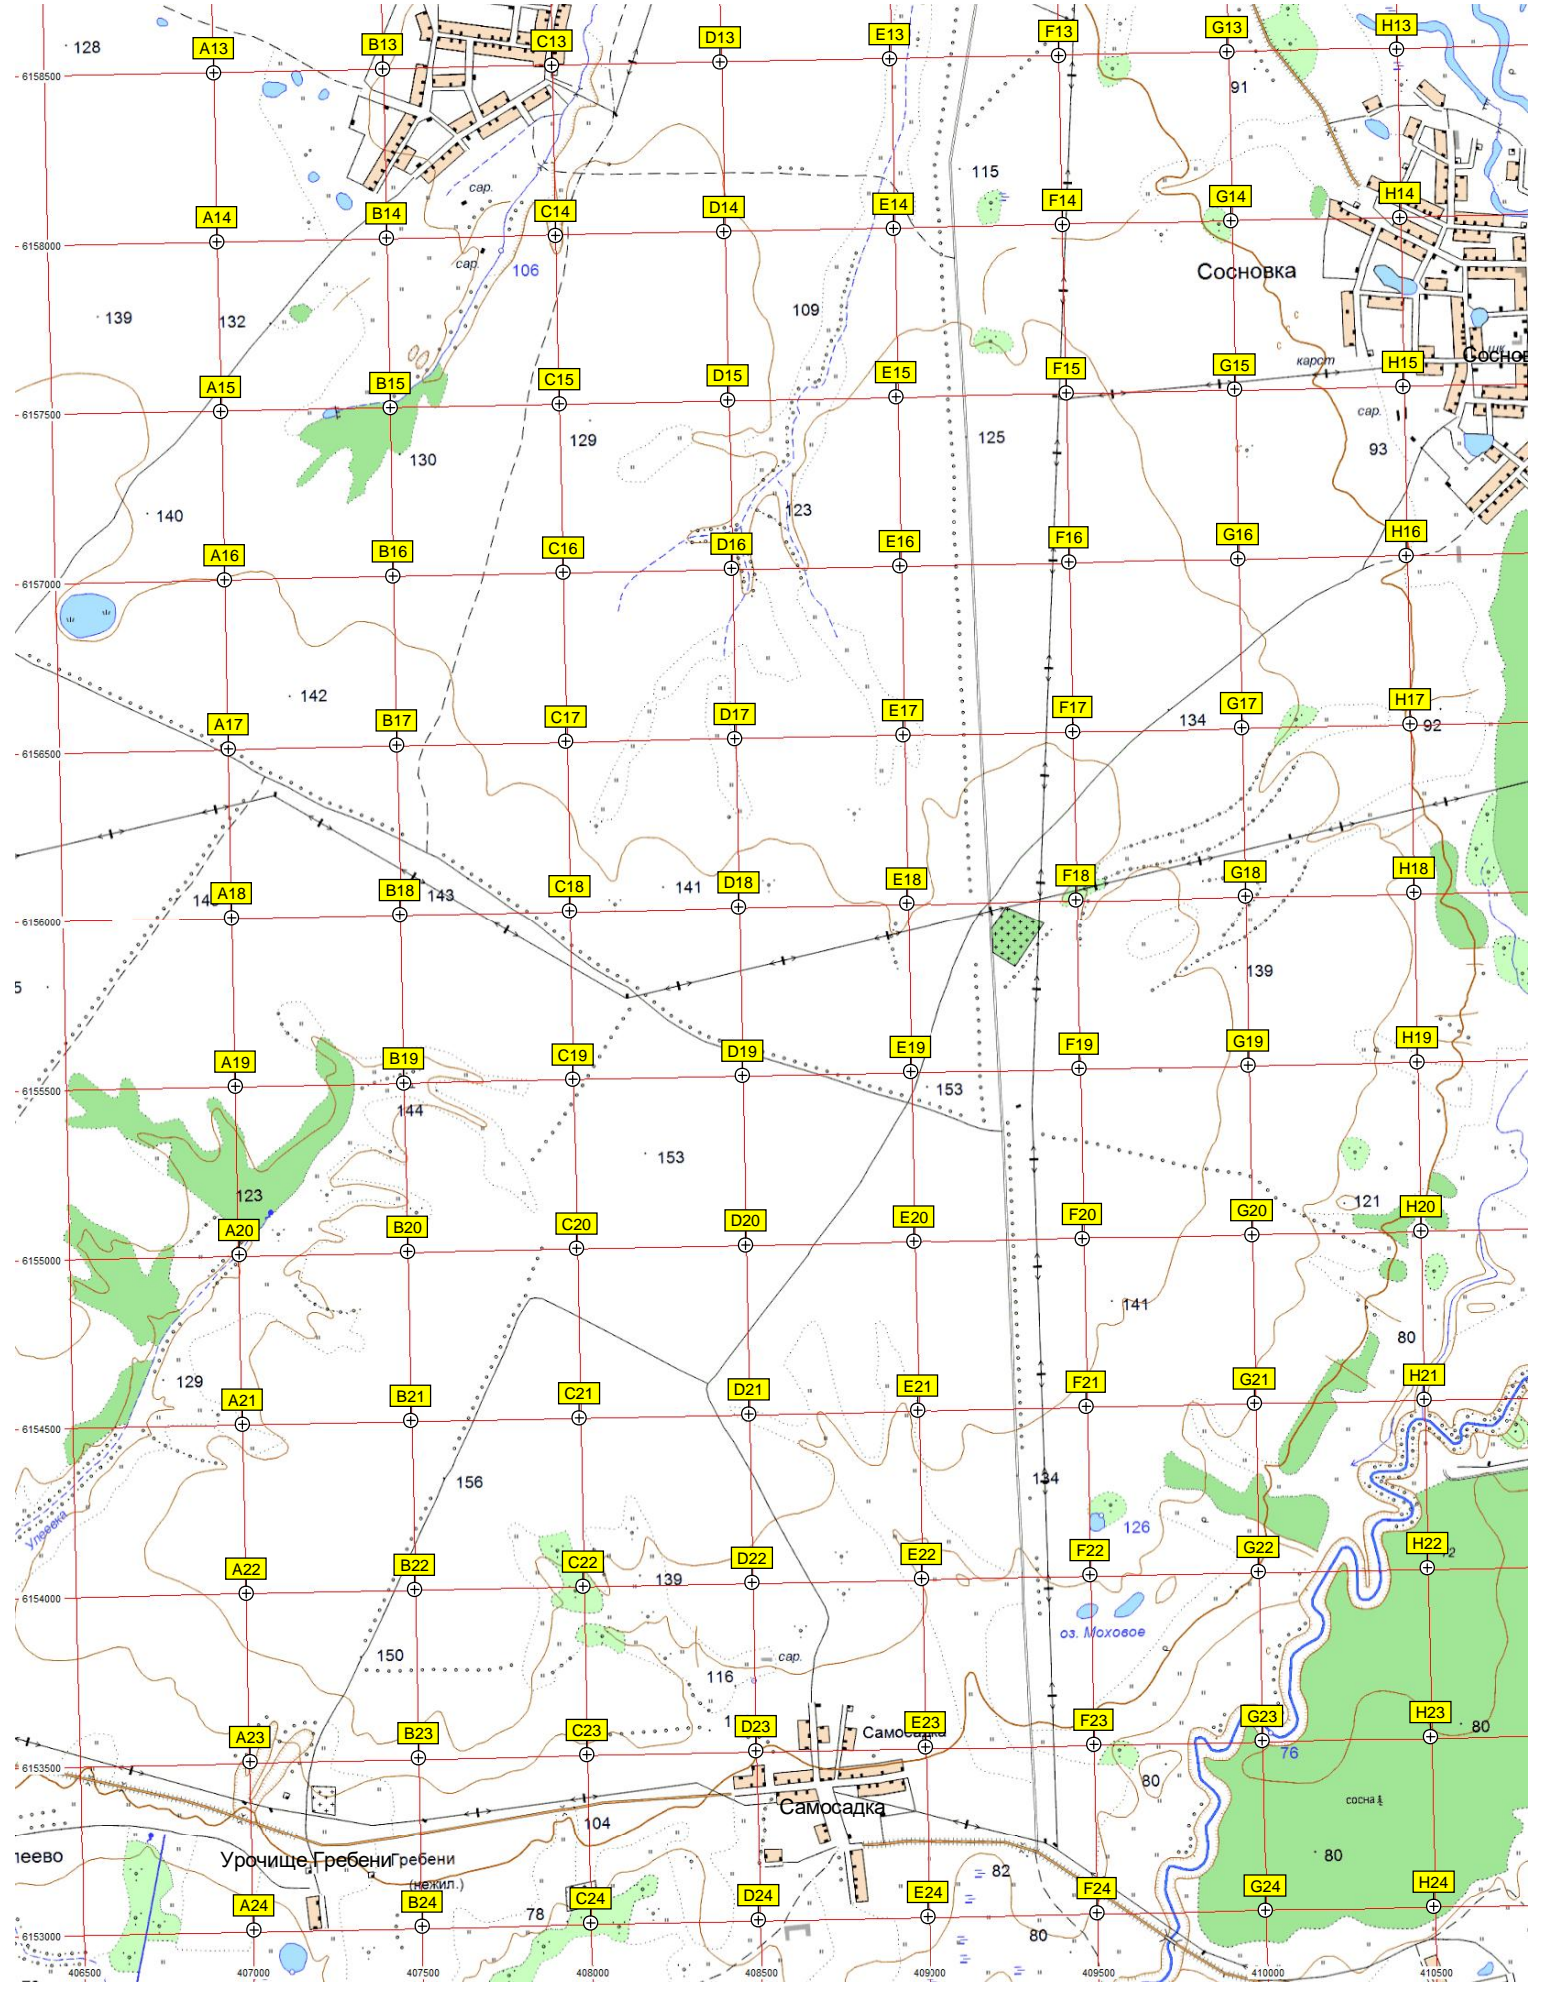 A13 B13 C13 D13 E13 F13 G13 H13
128
6158500
91
115
сар.
A14 B14 C14 D14 E14 F14 G14 H14
6158000
сар.
106
Сосновка
139
132
109
карст
A15 B15 C15 D15 E15 F15 G15 H15
6157500
сар.
129
125
93
130
140
123
A16 B16 C16 D16 E16 F16 G16 H16
6157000
142
134
92
A17 B17 C17 D17 E17 F17 G17 H17
6156500
A18 B18 C18 D18 E18 F18 G18 H18
143
141
6156000
139
5
A19 B19 C19 D19 E19 F19 G19 H19
6155500
153
144
153
123
121
A20 B20 C20 D20 E20 F20 G20 H20
6155000
141
80
129
A21 B21 C21 D21 E21 F21 G21 H21
6154500
156
134
Улеевка
126
A22 B22 C22 D22 E22 F22 G22 H22
139
6154000
оз. Моховое
150
сар.
116
A23 B23 C23 D23 E23 F23 G23 H23
80
76
6153500
80
Самосадка
сосна
104
леево
Урочище Гребени
Гребени
(нежил.)
80
82
A24 B24 C24 D24 E24 F24 G24 H24
78
80
6153000
406500 407000 407500 408000 408500 409000 409500 410000 410500